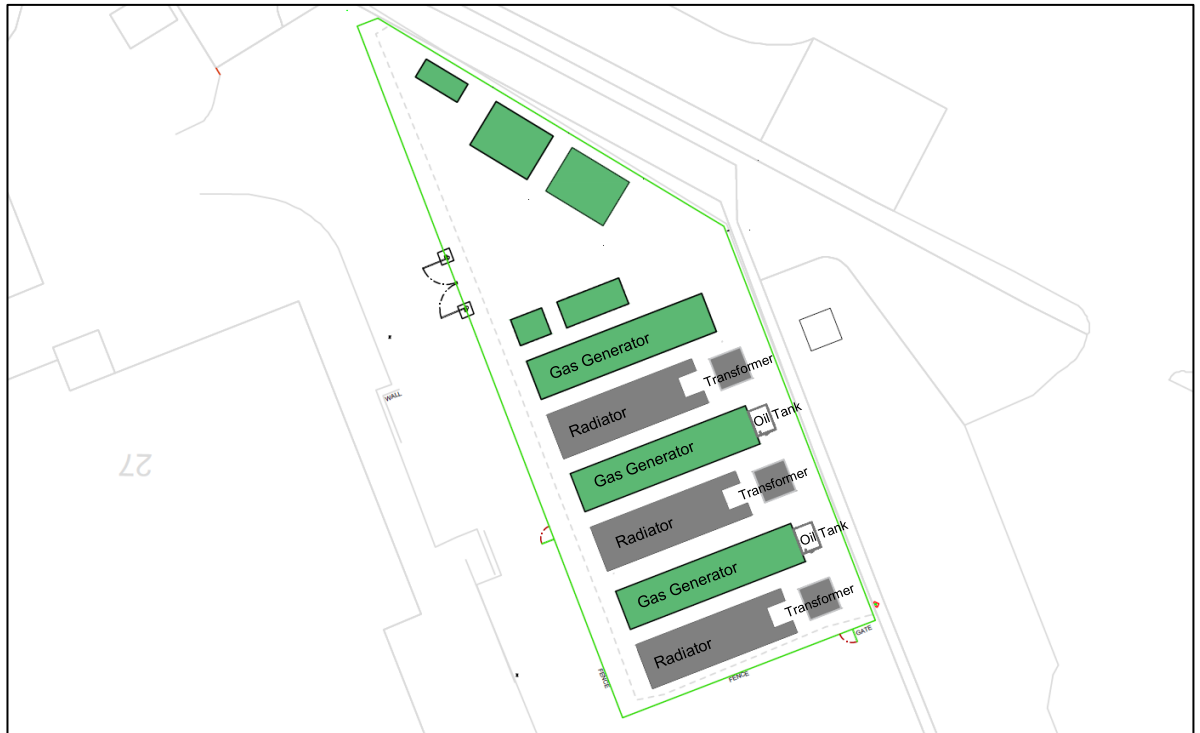 Gas Generator
Transformer
Radiator
WALL
Oil Tank
Gas Generator
27
Transformer
Radiator
Oil Tank
Gas Generator
Transformer
GATE
Radiator
FENCE
FENCE